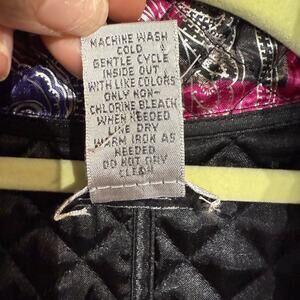 MACHINE WASH
COLD
GENTLE CYCLE
INSIDE OUT
WITH LIKE COLORS
ONLY NON-
CHLORINE BLEACH
WHEN NEEDED
LINE DRY
WARM IRON AS
NEEDED
DO NOT DRY
CLEAN